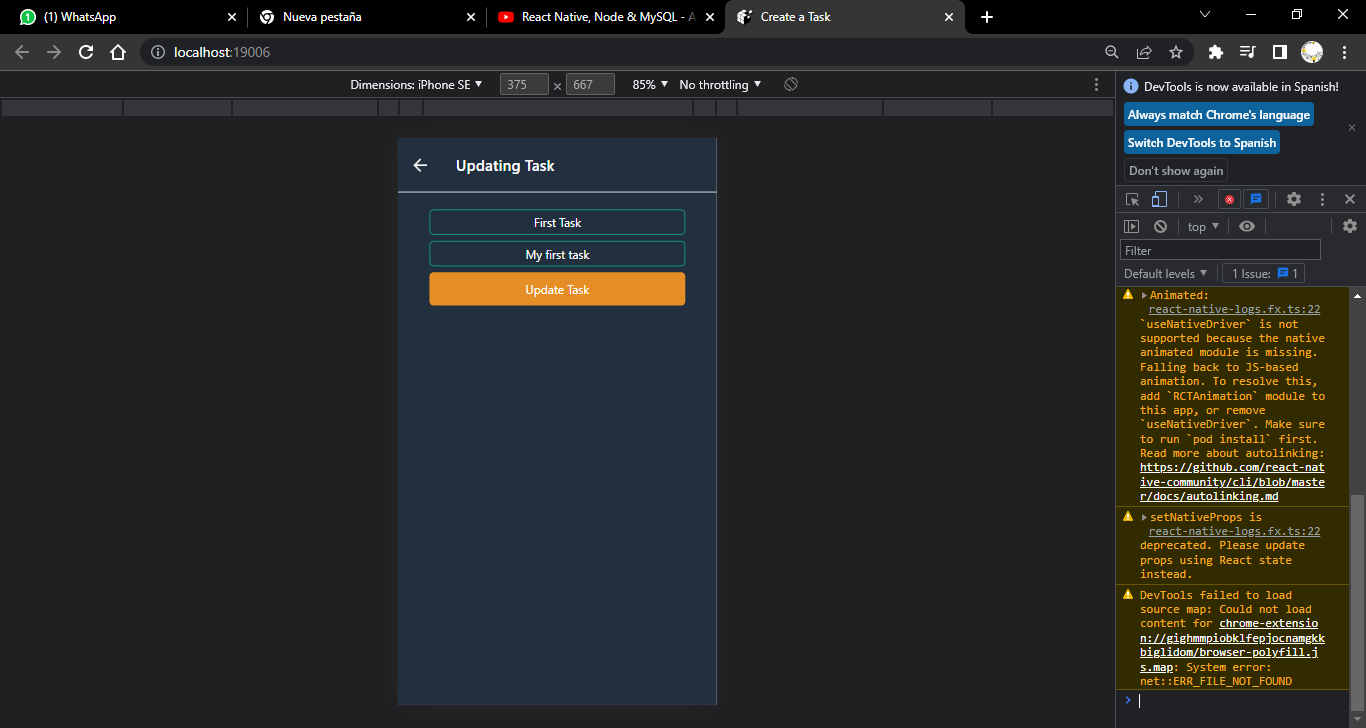 (1) WhatsApp
Nueva pestaña
React Native, Node & MySQL - A
Create a Task
localhost:19006
Dimensions: iPhone SE
375 × 667
85%
No throttling
DevTools is now available in Spanish!
Always match Chrome's language
Switch DevTools to Spanish
Don't show again
top
Filter
Default levels
1 Issue: 1
Updating Task
First Task
My first task
Update Task
Animated:
react-native-logs.fx.ts:22
`useNativeDriver` is not
supported because the native
animated module is missing.
Falling back to JS-based
animation. To resolve this,
add `RCTAnimation` module to
this app, or remove
`useNativeDriver`. Make sure
to run `pod install` first.
Read more about autolinking:
https://github.com/react-nat
ive-community/cli/blob/maste
r/docs/autolinking.md
setNativeProps is
react-native-logs.fx.ts:22
deprecated. Please update
props using React state
instead.
DevTools failed to load
source map: Could not load
content for chrome-extensio
n://gighmmpiobklfepjocnamgkk
biglidom/browser-polyfill.j
s.map: System error:
net::ERR_FILE_NOT_FOUND